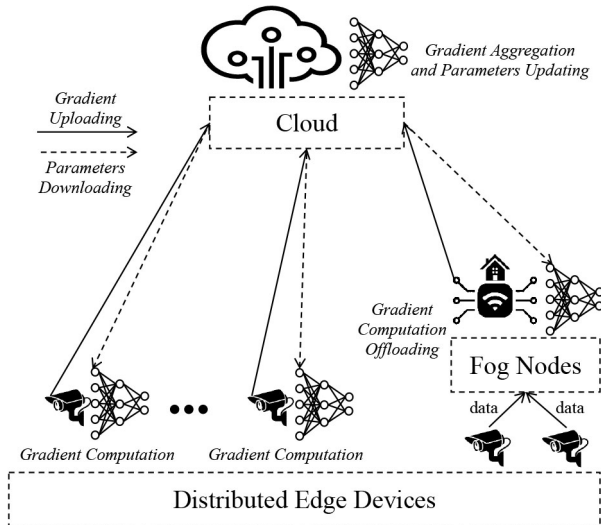 Gradient Aggregation
and Parameters Updating
Gradient
Uploading
Cloud
Parameters
Downloading
Gradient
Computation
Offloading
Fog Nodes
data
data
Gradient Computation
Gradient Computation
Distributed Edge Devices